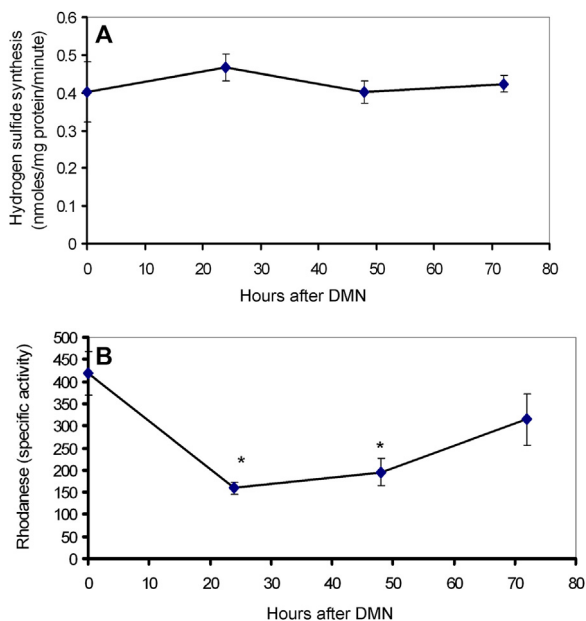 A
Hydrogen sulfide synthesis
(nmoles/mg protein/minute)
0.6
0.5
0.4
0.3
0.2
0.1
0
0 10 20 30 40 50 60 70 80
Hours after DMN
B
Rhodanese (specific activity)
500
450
400
350
300
250
200
150
100
50
0
* *
0 10 20 30 40 50 60 70 80
Hours after DMN